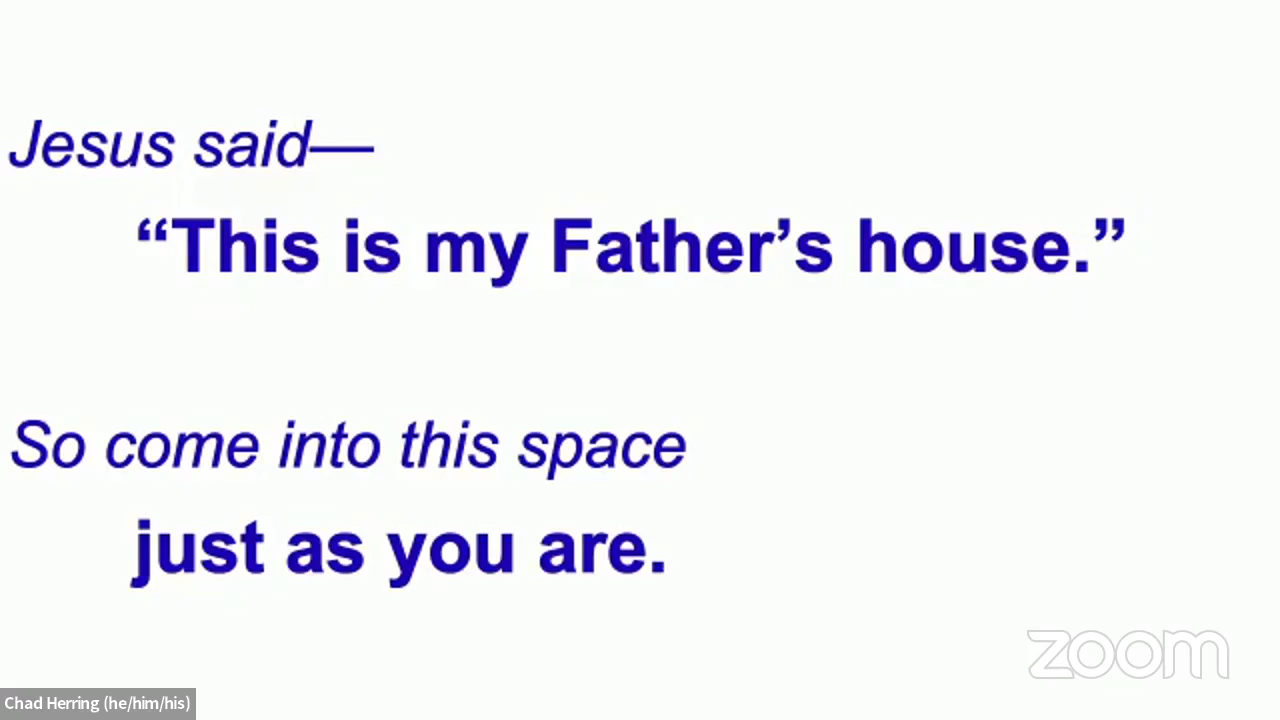 Jesus said—
“This is my Father’s house.”
So come into this space
just as you are.
zoom
Chad Herring (he/him/his)